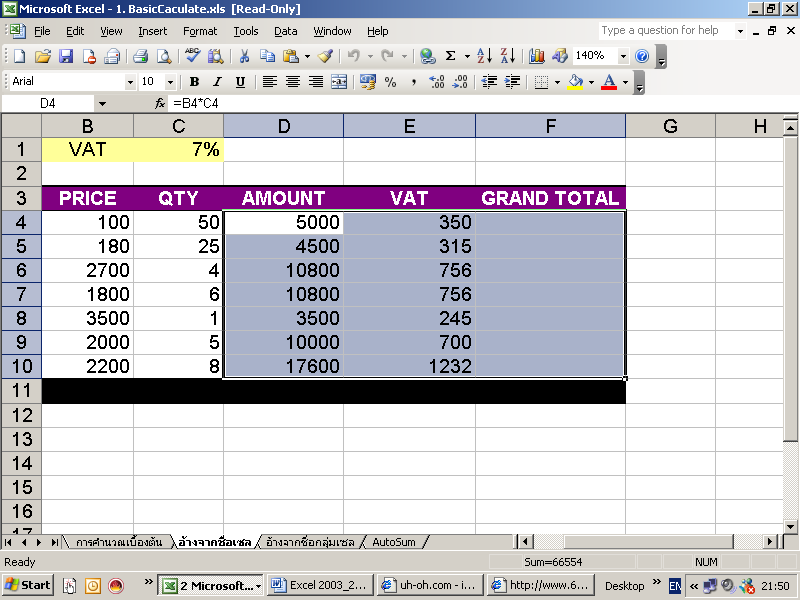 Microsoft Excel - 1. BasicCaculate.xls [Read-Only]
File Edit View Insert Format Tools Data Window Help Type a question for help
Σ 140%
Arial 10 B I U % ,
D4 fx =B4*C4
B C D E F G H
1 VAT 7%
2
3 PRICE QTY AMOUNT VAT GRAND TOTAL
4 100 50 5000 350
5 180 25 4500 315
6 2700 4 10800 756
7 1800 6 10800 756
8 3500 1 3500 245
9 2000 5 10000 700
10 2200 8 17600 1232
11
12
13
14
15
16
17
การคำนวณเบื้องต้น อ้างจากชื่อเซล อ้างจากชื่อกลุ่มเซล AutoSum
Ready Sum=66554 NUM
Start 2 Microsoft... Excel 2003_2... uh-oh.com - i... http://www.6... Desktop EN 21:50